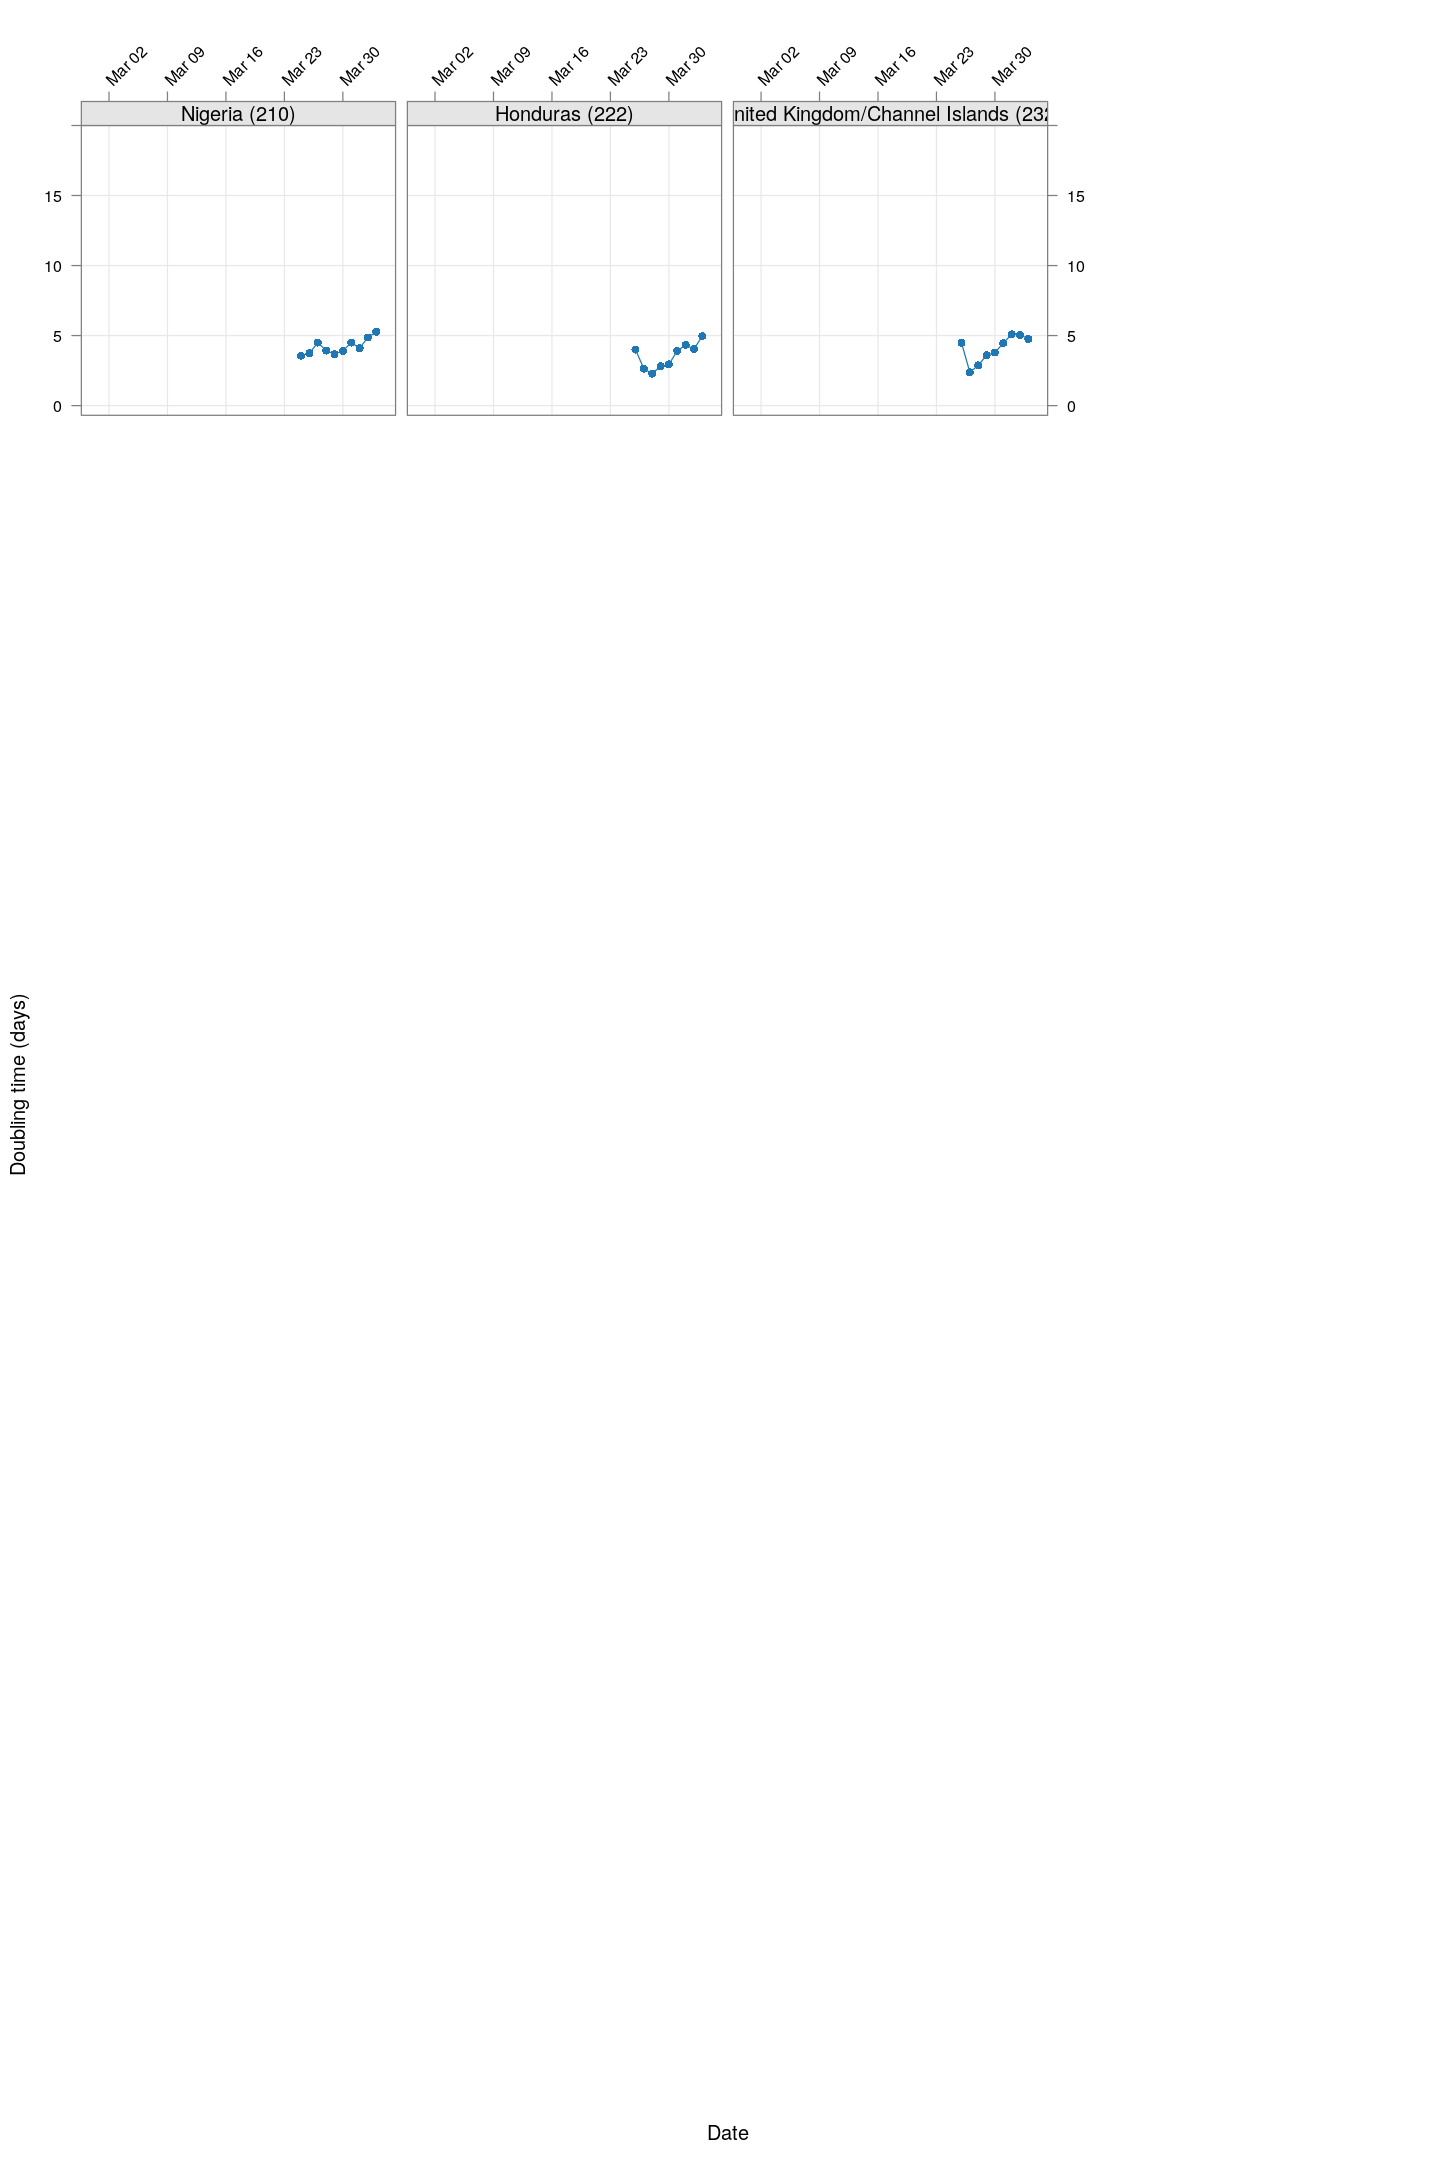 Mar 02 Mar 09 Mar 16 Mar 23 Mar 30 Mar 02 Mar 09 Mar 16 Mar 23 Mar 30 Mar 02 Mar 09 Mar 16 Mar 23 Mar 30
Nigeria (210) Honduras (222) nited Kingdom/Channel Islands (232
15 15
10 10
5 5
0 0
Doubling time (days)
Date